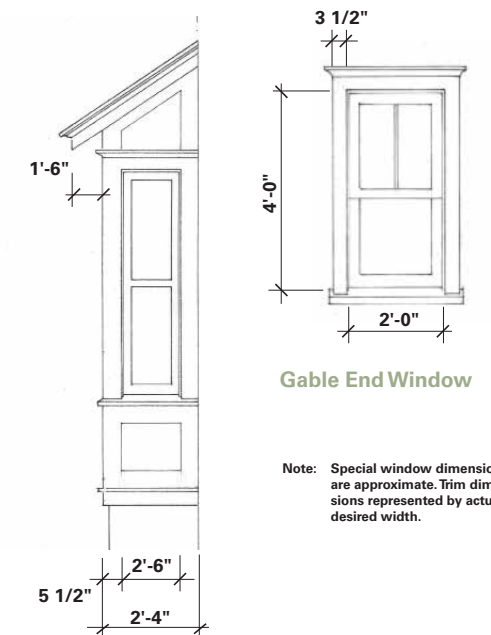 3 1/2"
1'-6"
4'-0"
2'-0"
Gable End Window
Note: Special window dimensio
are approximate. Trim dim
sions represented by actu
desired width.
2'-6"
5 1/2"
2'-4"